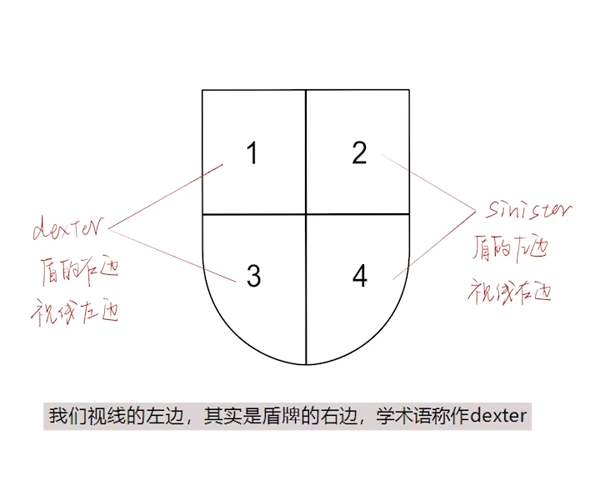 1
2
dexter
盾的右边
视线左边
sinister
盾的左边
视线右边
3
4
我们视线的左边，其实是盾牌的右边，学术语称作dexter